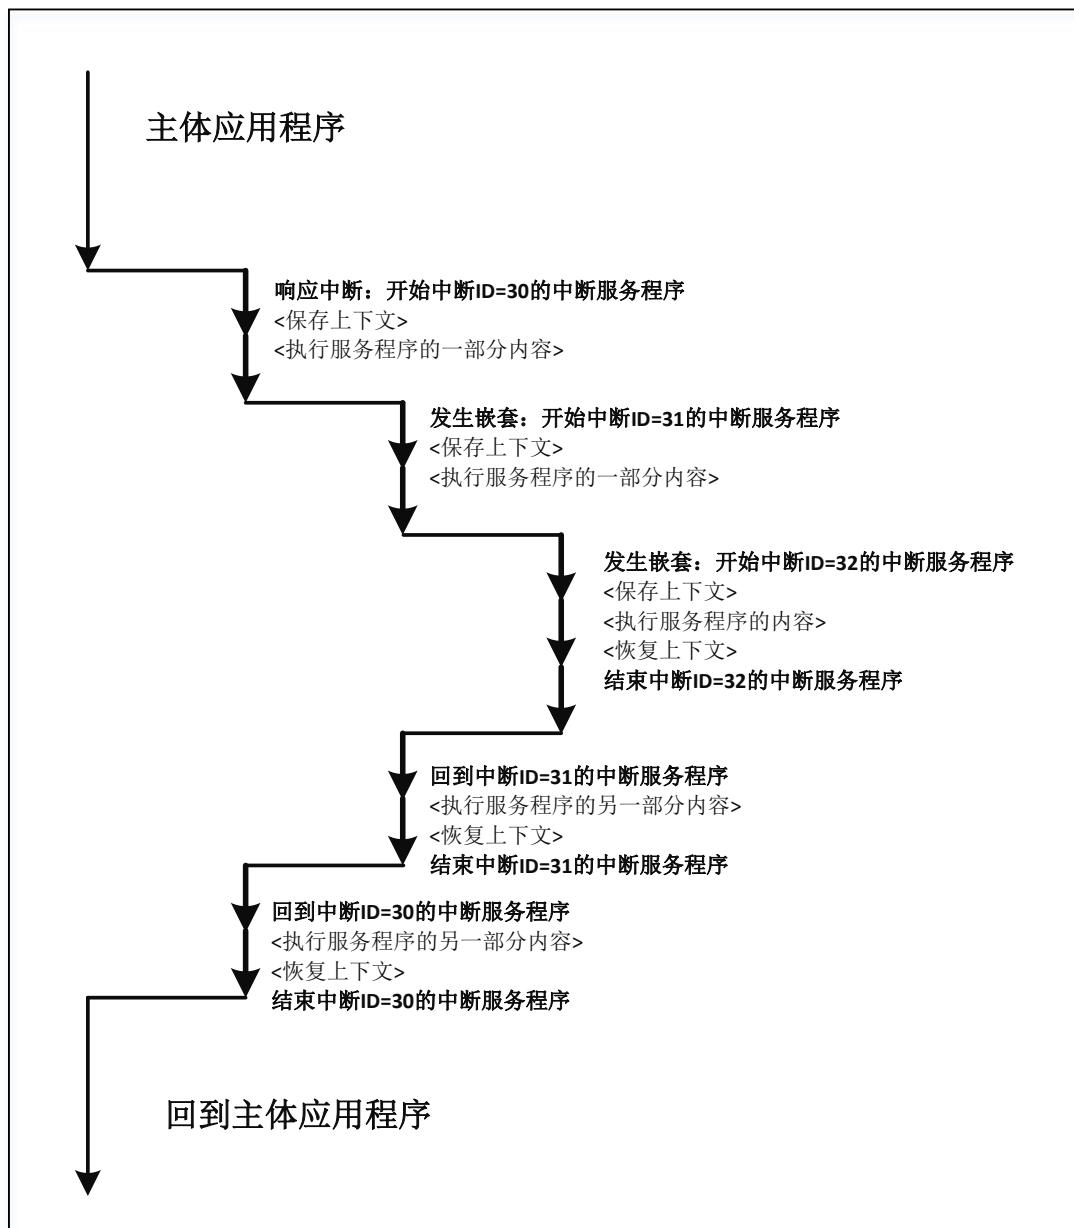 主体应用程序
响应中断：开始中断ID=30的中断服务程序
<保存上下文>
<执行服务程序的一部分内容>
发生嵌套：开始中断ID=31的中断服务程序
<保存上下文>
<执行服务程序的一部分内容>
发生嵌套：开始中断ID=32的中断服务程序
<保存上下文>
<执行服务程序的内容>
<恢复上下文>
结束中断ID=32的中断服务程序
回到中断ID=31的中断服务程序
<执行服务程序的另一部分内容>
<恢复上下文>
结束中断ID=31的中断服务程序
回到中断ID=30的中断服务程序
<执行服务程序的另一部分内容>
<恢复上下文>
结束中断ID=30的中断服务程序
回到主体应用程序